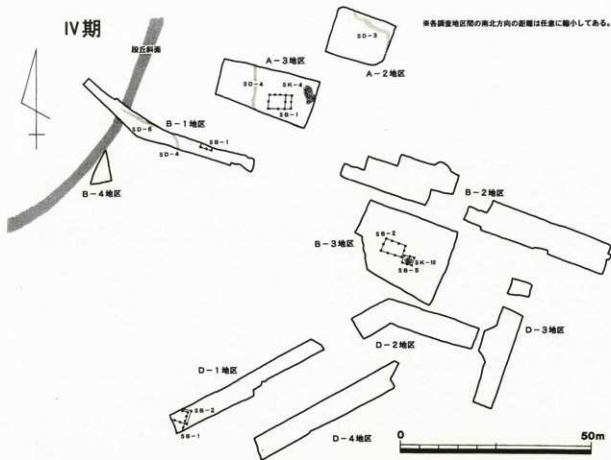 IV期
※各調査地区間の南北方向の距離は任意に縮小してある。
段丘斜面
SD-3
A-2地区
A-3地区
SD-4
SK-4
SB-1
B-1地区
SD-6
SD-4
SB-1
B-4地区
B-2地区
B-3地区
SB-2
SK-10
SB-5
D-3地区
D-2地区
D-1地区
SB-2
SB-1
D-4地区
0
50m